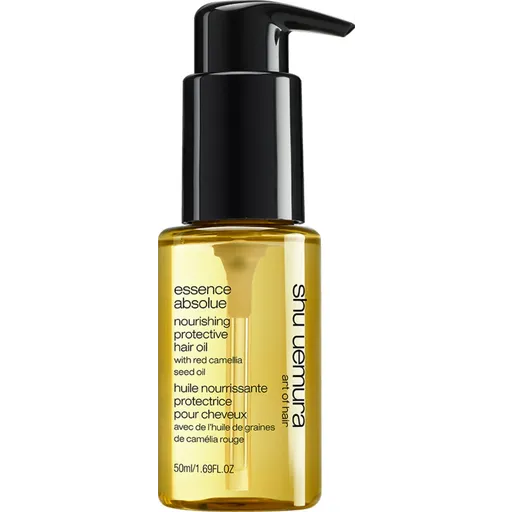 essence
absolue
nourishing
protective
hair oil
with red camellia
seed oil
huile nourrissante
protectrice
pour cheveux
avec de l'huile de graines
de camélia rouge
50ml/1.69FL.OZ
shu uemura
art of hair